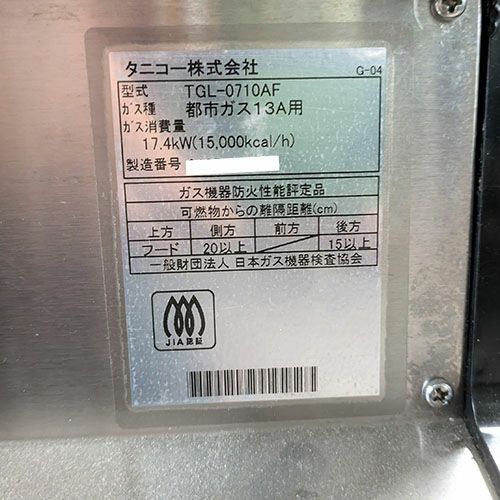 タニコー株式会社
G-04
型式 TGL-0710AF
ガス種 都市ガス13A用
ガス消費量
17.4kW(15,000kcal/h)
製造番号
ガス機器防火性能評定品
可燃物からの離隔距離(cm)
上方 側方 前方 後方
フード 20以上 15以上
一般財団法人 日本ガス機器検査協会
JIA認証